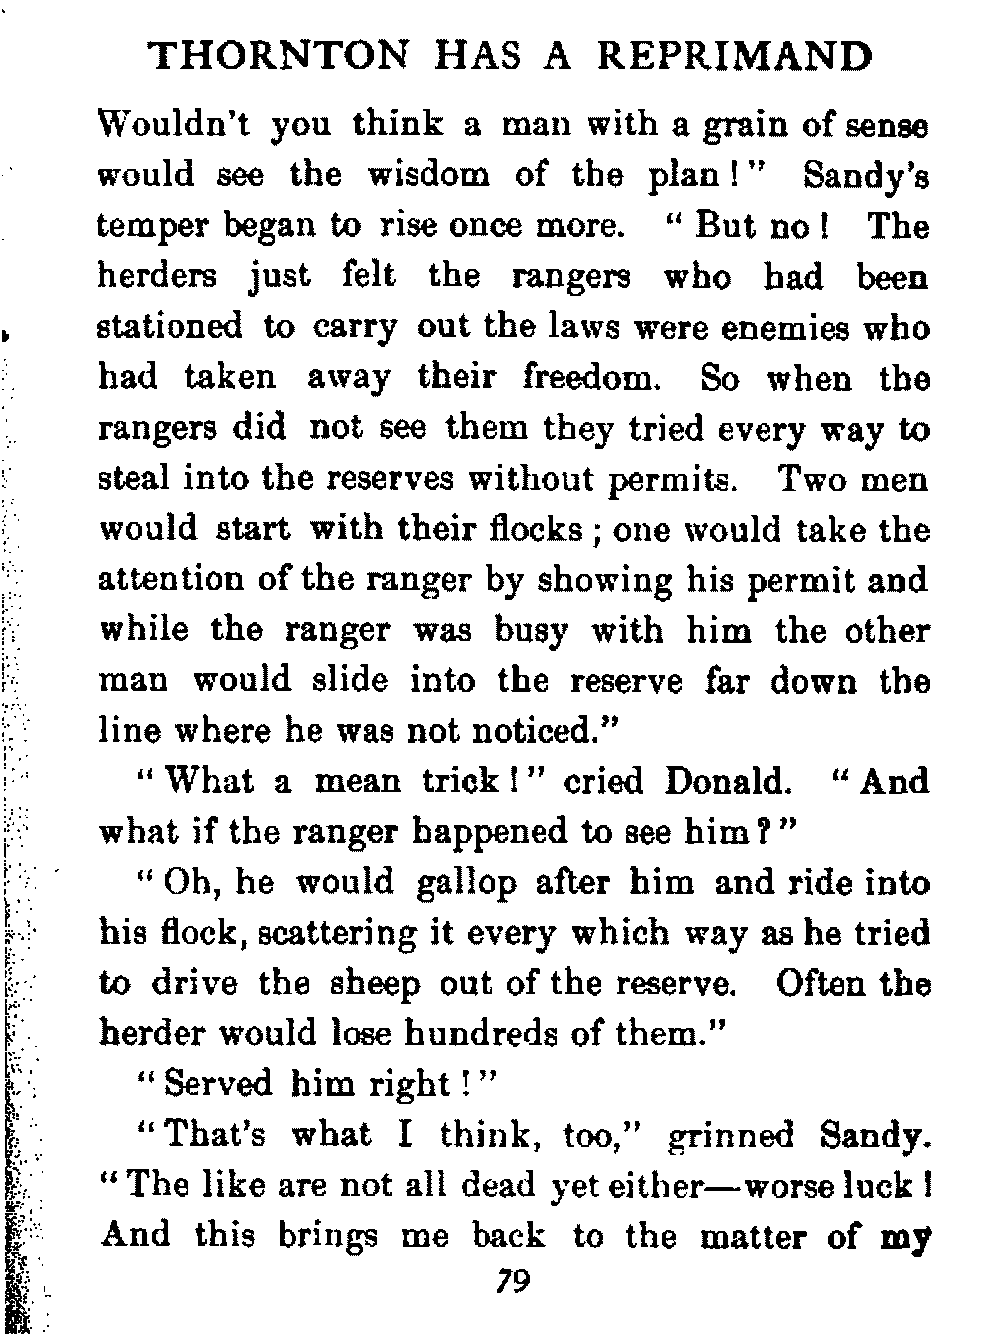 THORNTON HAS A REPRIMAND
Wouldn't you think a man with a grain of sense
would see the wisdom of the plan!" Sandy's
temper began to rise once more. "But no! The
herders just felt the rangers who had been
stationed to carry out the laws were enemies who
had taken away their freedom. So when the
rangers did not see them they tried every way to
steal into the reserves without permits. Two men
would start with their flocks; one would take the
attention of the ranger by showing his permit and
while the ranger was busy with him the other
man would slide into the reserve far down the
line where he was not noticed."
"What a mean trick!" cried Donald. "And
what if the ranger happened to see him?"
"Oh, he would gallop after him and ride into
his flock, scattering it every which way as he tried
to drive the sheep out of the reserve. Often the
herder would lose hundreds of them."
"Served him right!"
"That's what I think, too," grinned Sandy.
"The like are not all dead yet either—worse luck!
And this brings me back to the matter of my
79